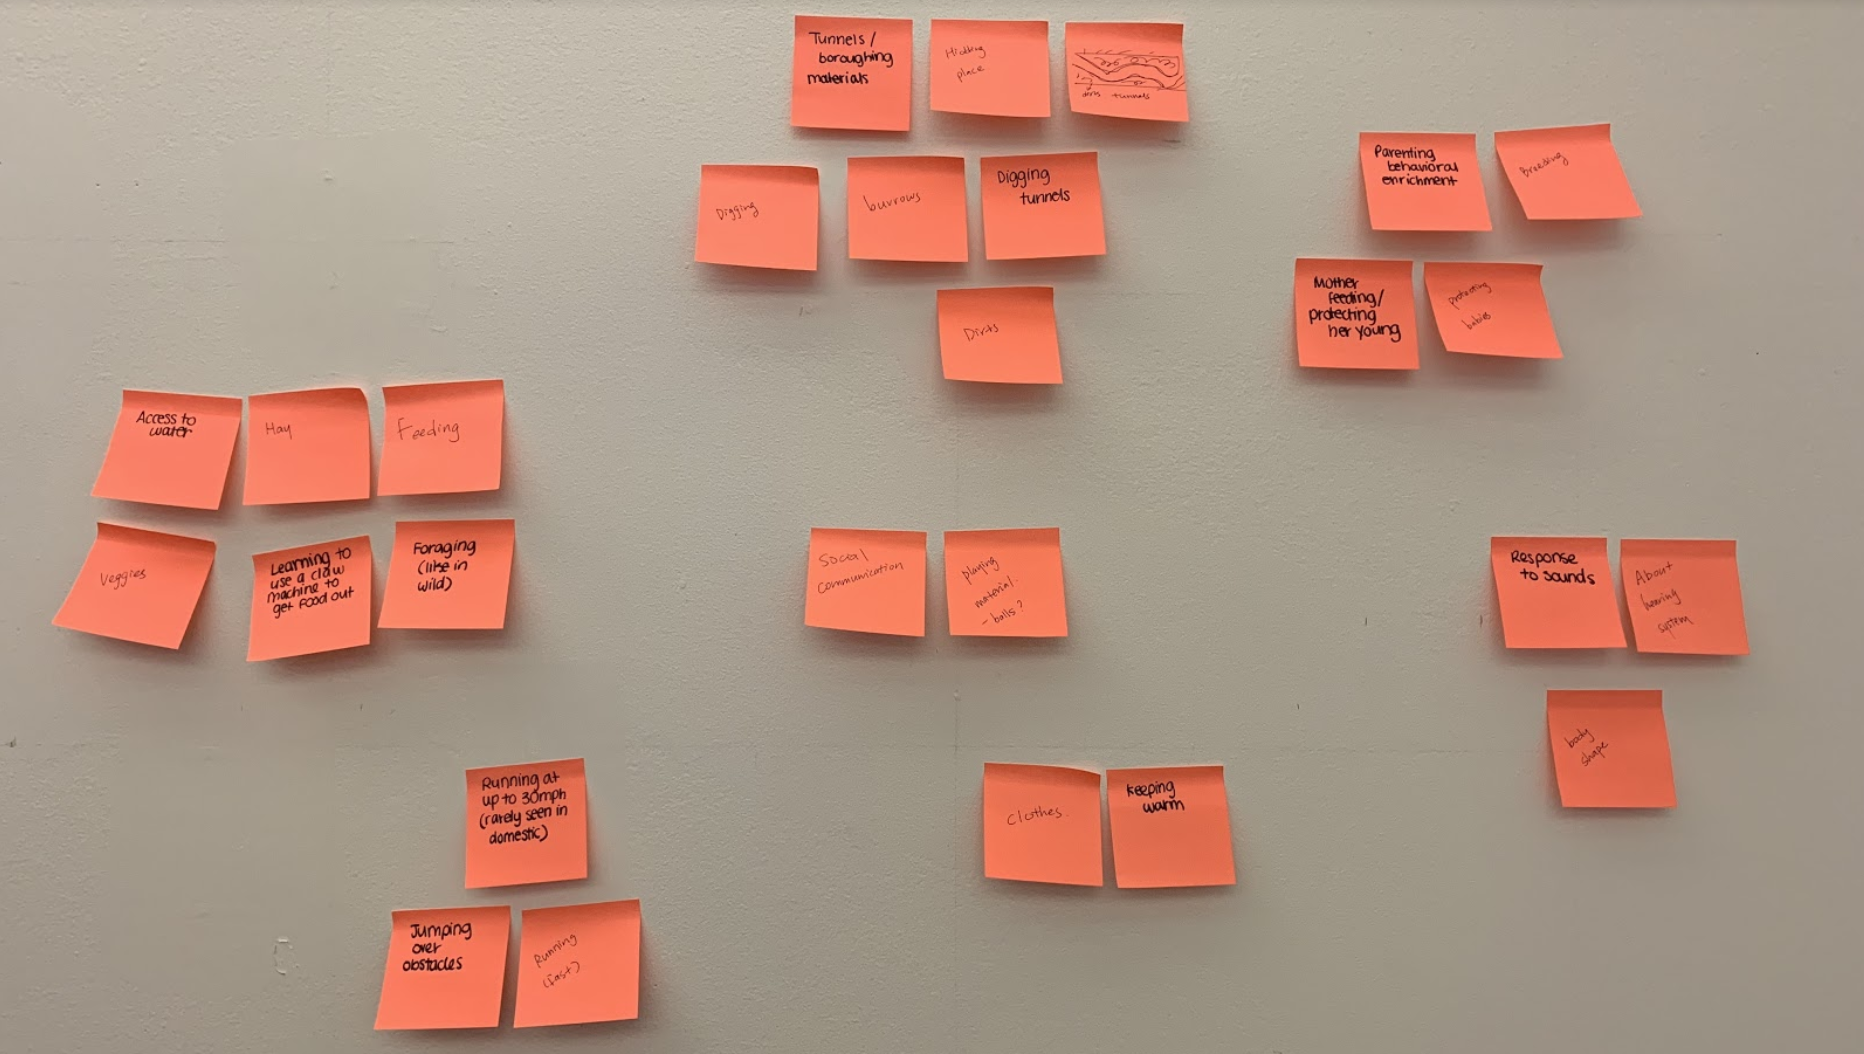 Tunnels /
boroughing
materials
Hidding
place
dirts tunnels
Digging
burrows
Digging
tunnels
Dirts
Parenting
behavioral
enrichment
Breeding
Mother
feeding/
protecting
her young
protecting
babies
Access to
water
Hay
Feeding
Veggies
Learning to
use a claw
machine to
get food out
Foraging
(like in
wild)
Social
communication
playing
material.
- balls?
Response
to sounds
About
hearing
system
body
shape
Running at
up to 30mph
(rarely seen in
domestic)
Jumping
over
obstacles
Running
(fast)
clothes.
keeping
warm